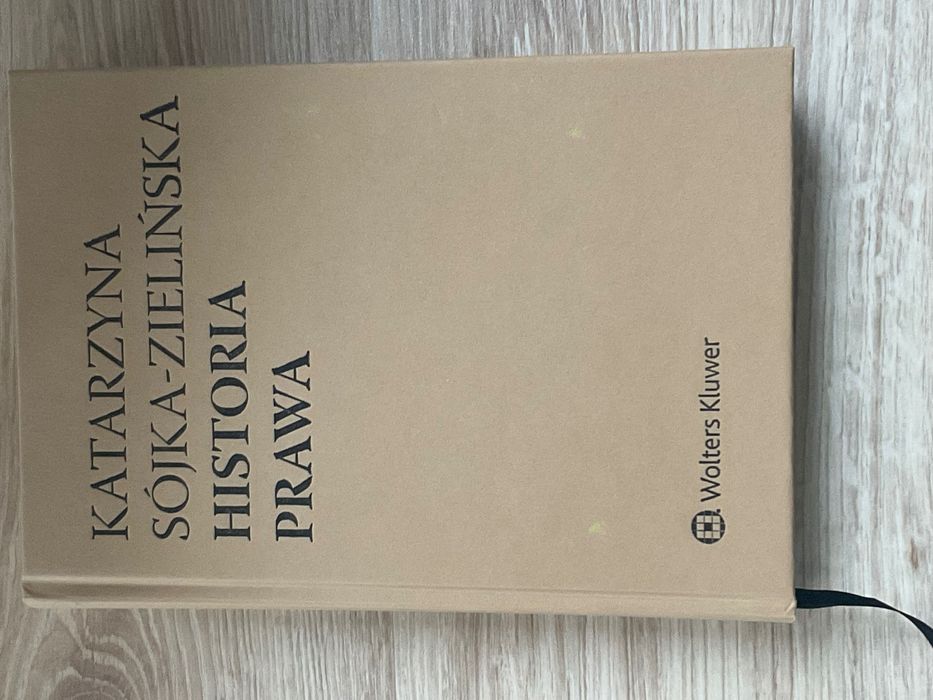 KATARZYNA
SÓJKA-ZIELIŃSKA
HISTORIA
PRAWA
Wolters Kluwer